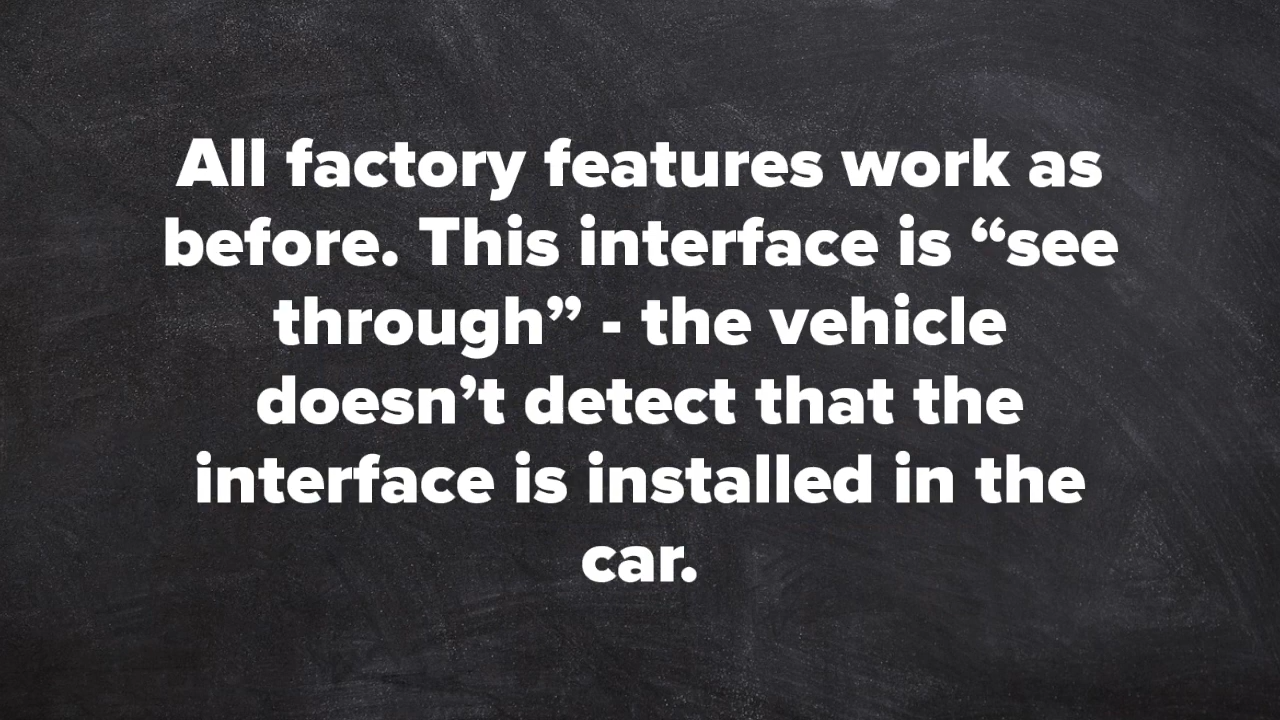 All factory features work as
before. This interface is “see
through” - the vehicle
doesn’t detect that the
interface is installed in the
car.